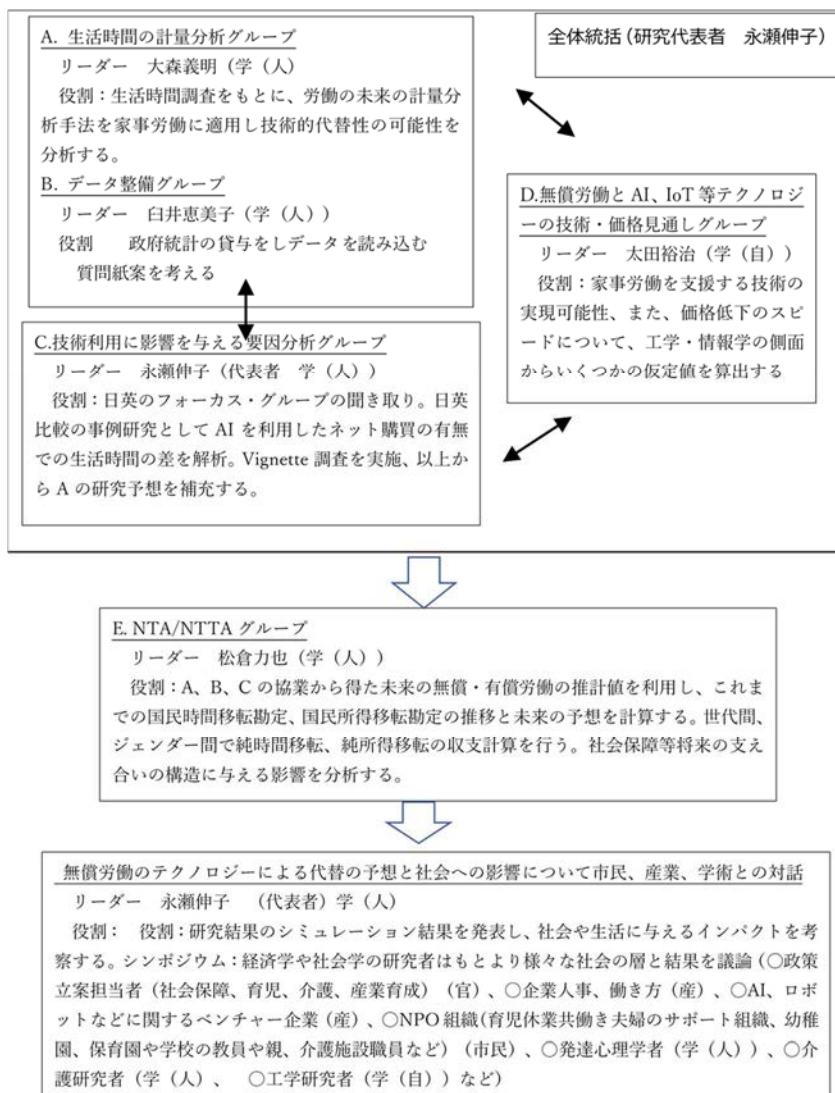 A. 生活時間の計量分析グループ
リーダー　大森義明（学（人）
役割：生活時間調査をもとに、労働の未来の計量分
析手法を家事労働に適用し技術的代替性の可能性を
分析する。
B. データ整備グループ
リーダー　臼井恵美子（学（人））
役割　　政府統計の貸与をしデータを読み込む
質問紙案を考える
全体統括（研究代表者　永瀬伸子）
D.無償労働と AI、IoT 等テクノロジ
ーの技術・価格見通しグループ
リーダー　太田裕治（学（自））
役割：家事労働を支援する技術の
実現可能性、また、価格低下のスピ
ードについて、工学・情報学の側面
からいくつかの仮定値を算出する
C.技術利用に影響を与える要因分析グループ
リーダー　永瀬伸子（代表者　学（人））
役割：日英のフォーカス・グループの聞き取り。日英
比較の事例研究として AI を利用したネット購買の有無
での生活時間の差を解析。Vignette 調査を実施、以上か
ら A の研究予想を補充する。
E. NTA/NTTA グループ
リーダー　松倉力也（学（人））
役割：A、B、C の協業から得た未来の無償・有償労働の推計値を利用し、これま
での国民時間移転勘定、国民所得移転勘定の推移と未来の予想を計算する。世代間、
ジェンダー間で純時間移転、純所得移転の収支計算を行う。社会保障等将来の支え
合いの構造に与える影響を分析する。
無償労働のテクノロジーによる代替の予想と社会への影響について市民、産業、学術との対話
リーダー　永瀬伸子　（代表者）学（人）
役割：　役割：研究結果のシミュレーション結果を発表し、社会や生活に与えるインパクトを考
察する。シンポジウム：経済学や社会学の研究者はもとより様々な社会の層と結果を議論（〇政策
立案担当者（社会保障、育児、介護、産業育成）（官）、〇企業人事、働き方（産）、〇AI、ロボ
ットなどに関するベンチャー企業（産）、〇NPO 組織(育児休業共働き夫婦のサポート組織、幼稚
園、保育園や学校の教員や親、介護施設職員など）（市民）、〇発達心理学者（学（人））、〇介
護研究者（学（人）、　〇工学研究者（学（自））など）